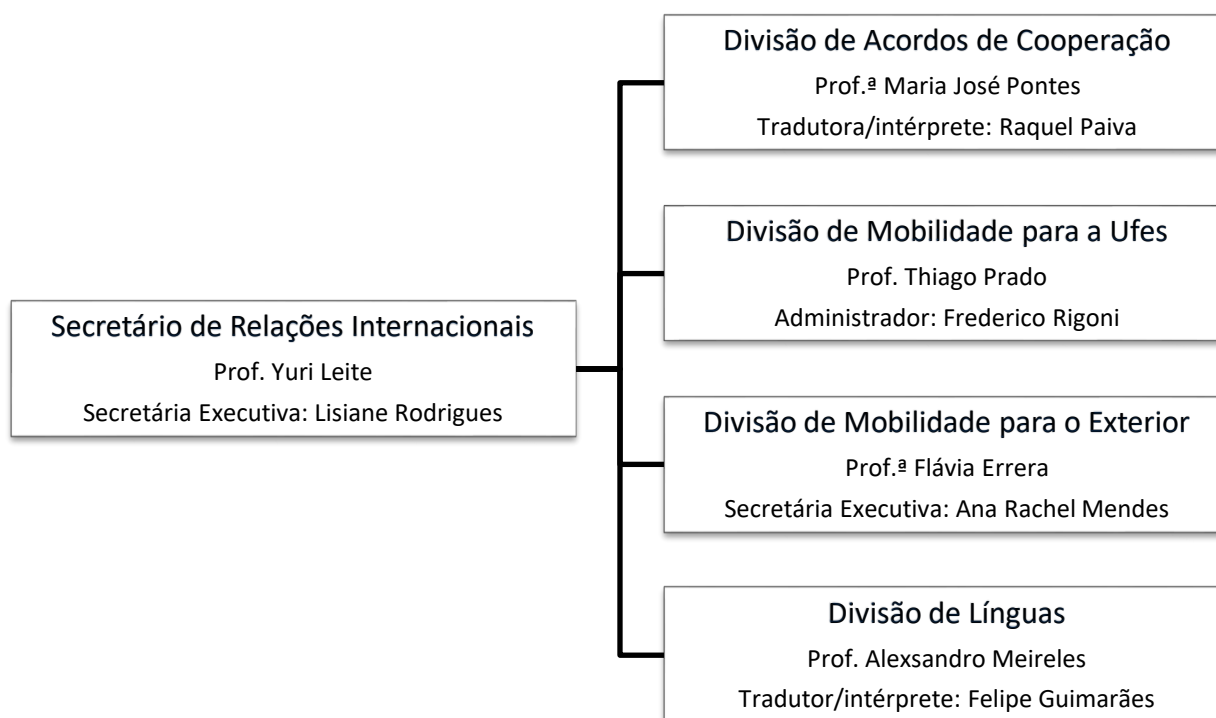 Divisão de Acordos de Cooperação
Prof.ª Maria José Pontes
Tradutora/intérprete: Raquel Paiva
Divisão de Mobilidade para a Ufes
Prof. Thiago Prado
Administrador: Frederico Rigoni
Secretário de Relações Internacionais
Prof. Yuri Leite
Secretária Executiva: Lisiane Rodrigues
Divisão de Mobilidade para o Exterior
Prof.ª Flávia Errera
Secretária Executiva: Ana Rachel Mendes
Divisão de Línguas
Prof. Alexsandro Meireles
Tradutor/intérprete: Felipe Guimarães